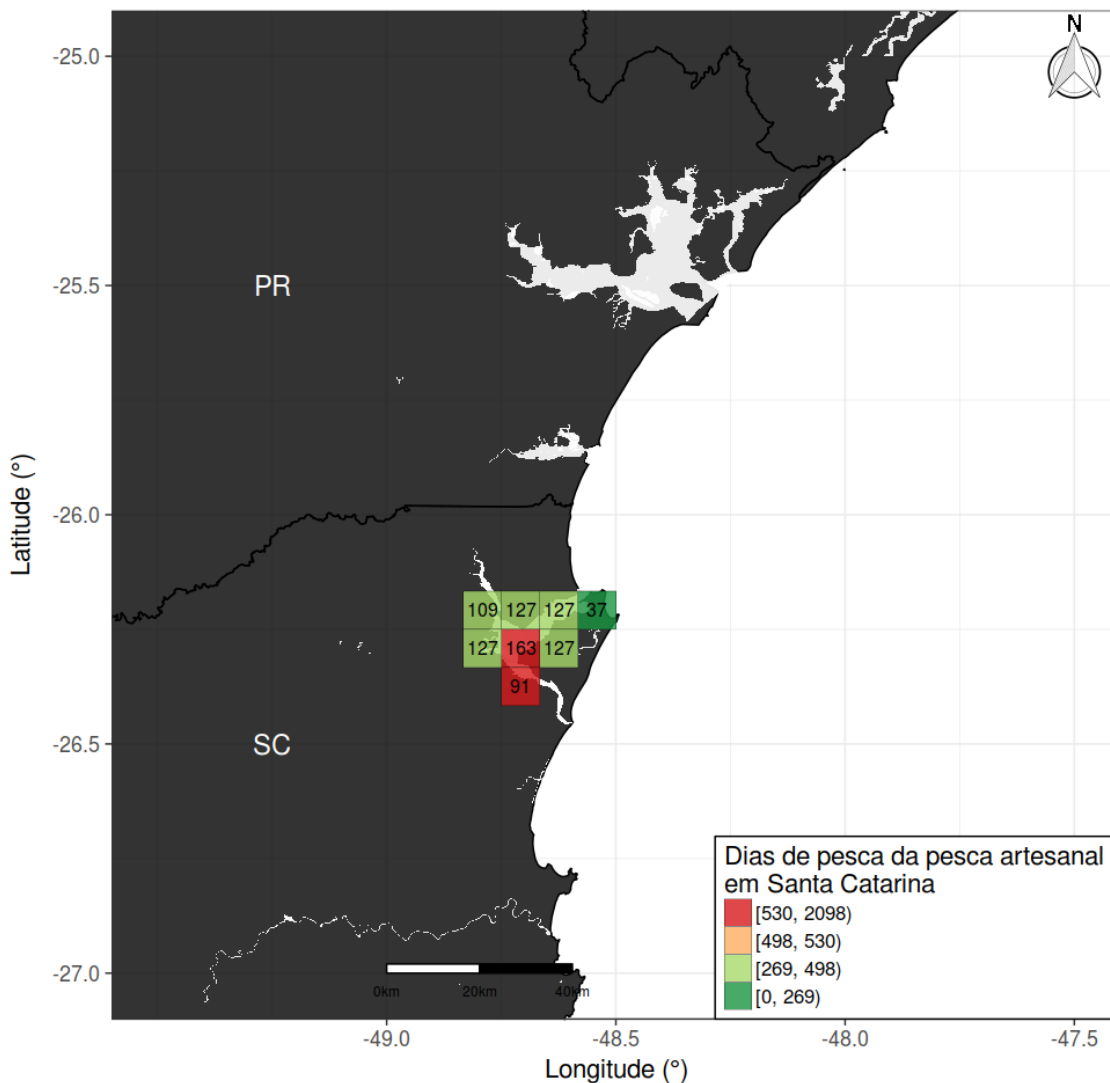 N
-25.0
-25.5
-26.0
-26.5
-27.0
Latitude (°)
PR
SC
109 127 127 37
127 163 127
91
Dias de pesca da pesca artesanal
em Santa Catarina
[530, 2098)
[498, 530)
[269, 498)
[0, 269)
0km 20km 40km
-49.0 -48.5 -48.0 -47.5
Longitude (°)